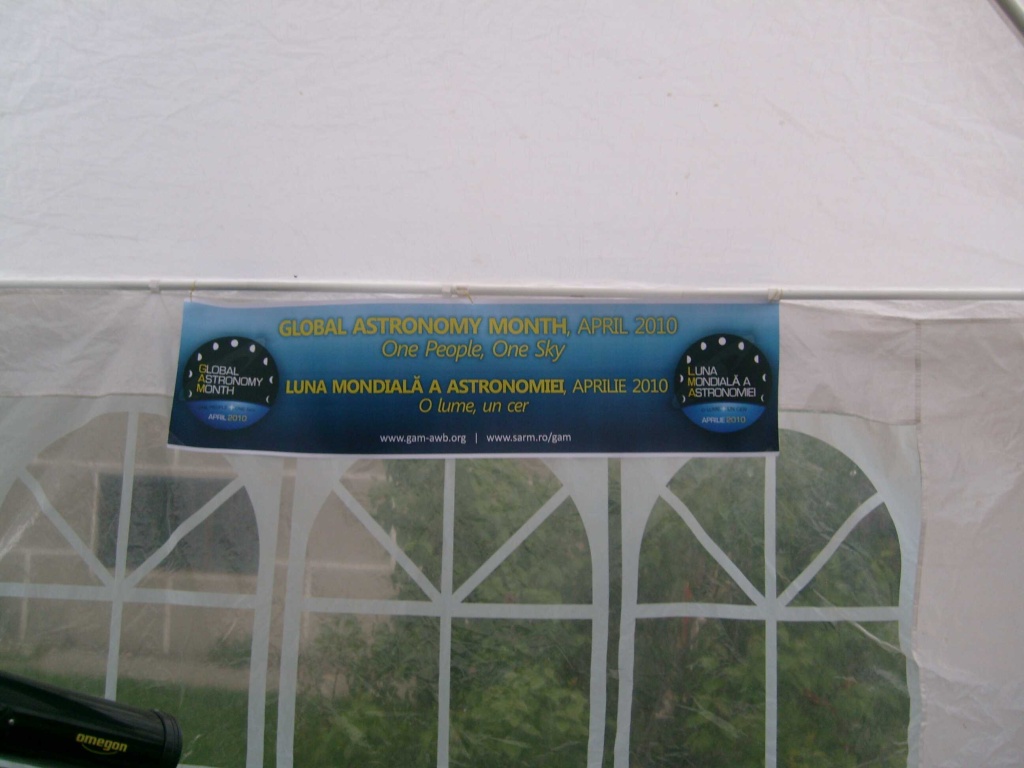 GLOBAL ASTRONOMY MONTH, APRIL 2010
One People, One Sky
LUNA MONDIALĂ A ASTRONOMIEI, APRILIE 2010
O lume, un cer
www.gam-awb.org | www.sarm.ro/gam
GLOBAL
ASTRONOMY
MONTH
APRIL 2010
LUNA
MONDIALĂ A
ASTRONOMIEI
APRILIE 2010
omegon